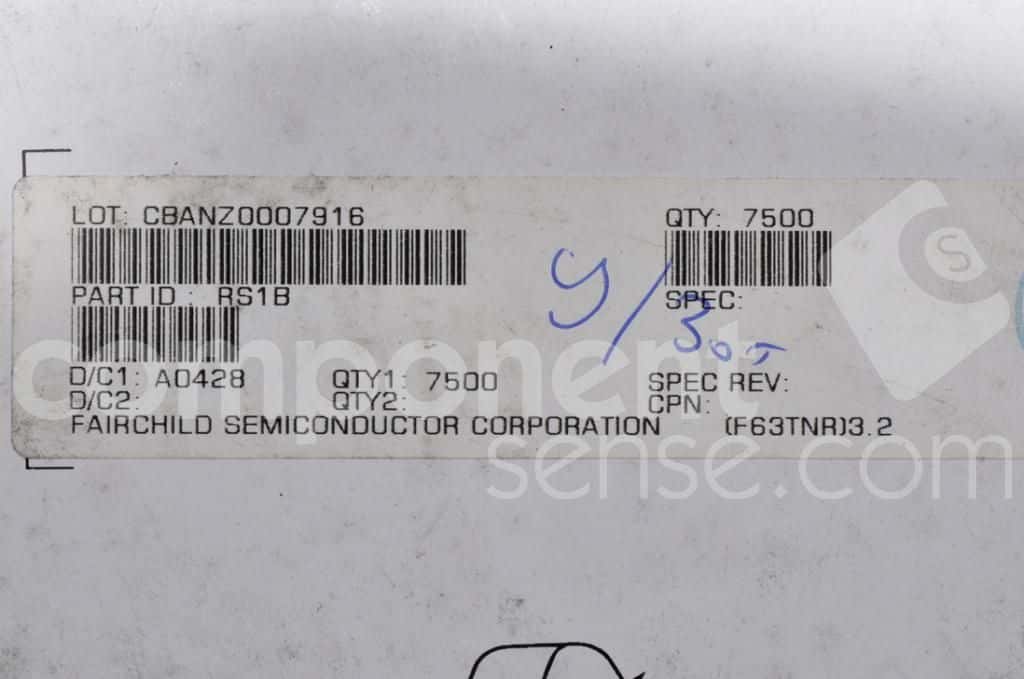 LOT: CBANZ0007916 QTY: 7500
PART ID : RS1B SPEC:
D/C1: A0428 QTY1: 7500 SPEC REV:
D/C2: QTY2: CPN:
FAIRCHILD SEMICONDUCTOR CORPORATION (F63TNR)3.2
component
sense.com